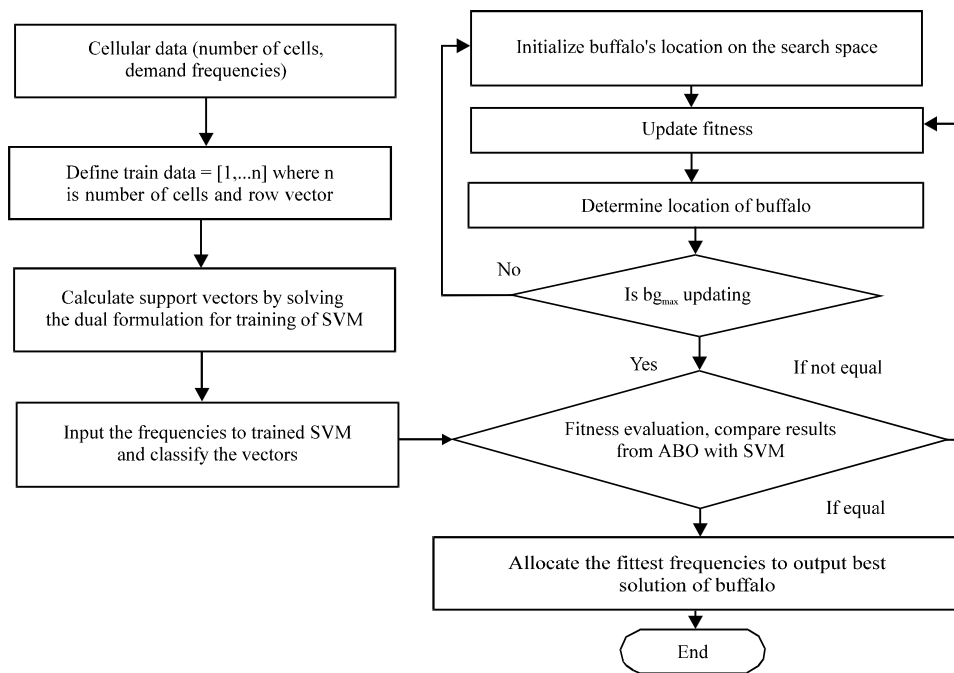 Cellular data (number of cells,
demand frequencies)
Define train data = [1,...n] where n
is number of cells and row vector
Calculate support vectors by solving
the dual formulation for training of SVM
Input the frequencies to trained SVM
and classify the vectors
Initialize buffalo's location on the search space
Update fitness
Determine location of buffalo
No
Is bgmax updating
Yes
If not equal
Fitness evaluation, compare results
from ABO with SVM
If equal
Allocate the fittest frequencies to output best
solution of buffalo
End